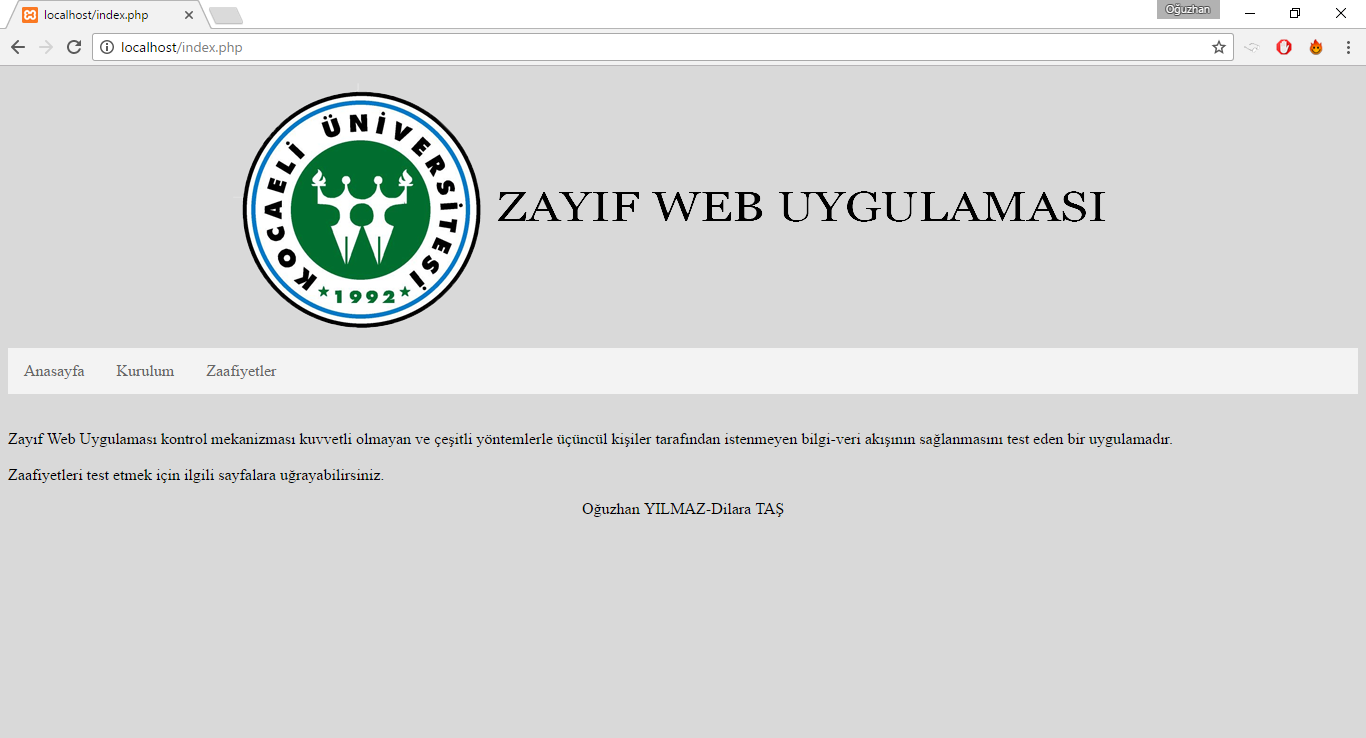 localhost/index.php
Oğuzhan
localhost/index.php
KOCAELİ ÜNİVERSİTESİ
1992
ZAYIF WEB UYGULAMASI
Anasayfa Kurulum Zaafiyetler
Zayıf Web Uygulaması kontrol mekanizması kuvvetli olmayan ve çeşitli yöntemlerle üçüncül kişiler tarafından istenmeyen bilgi-veri akışının sağlanmasını test eden bir uygulamadır.
Zaafiyetleri test etmek için ilgili sayfalara uğrayabilirsiniz.
Oğuzhan YILMAZ-Dilara TAŞ